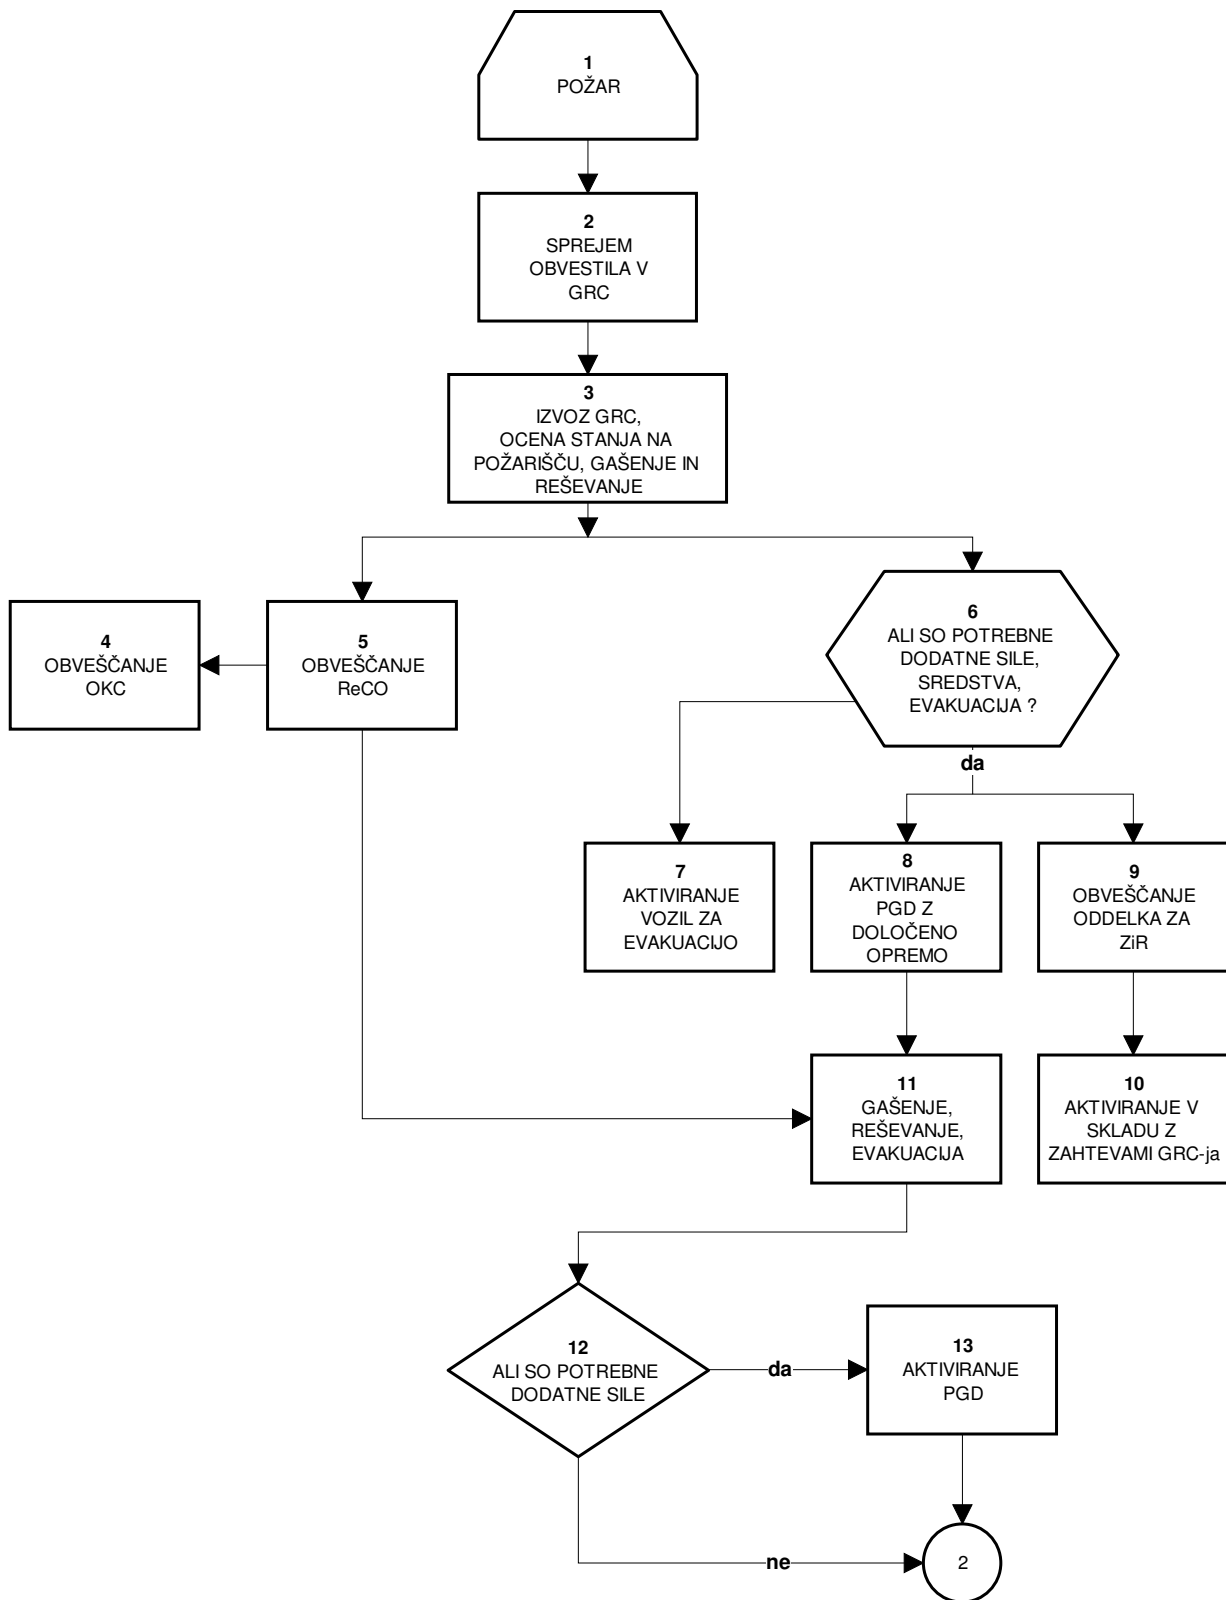 1
POŽAR
2
SPREJEM
OBVESTILA V
GRC
3
IZVOZ GRC,
OCENA STANJA NA
POŽARIŠČU, GAŠENJE IN
REŠEVANJE
4
OBVEŠČANJE
OKC
5
OBVEŠČANJE
ReCO
6
ALI SO POTREBNE
DODATNE SILE,
SREDSTVA,
EVAKUACIJA ?
da
7
AKTIVIRANJE
VOZIL ZA
EVAKUACIJO
8
AKTIVIRANJE
PGD Z
DOLOČENO
OPREMO
9
OBVEŠČANJE
ODDELKA ZA
ZiR
11
GAŠENJE,
REŠEVANJE,
EVAKUACIJA
10
AKTIVIRANJE V
SKLADU Z
ZAHTEVAMI GRC-ja
12
ALI SO POTREBNE
DODATNE SILE
da
13
AKTIVIRANJE
PGD
ne
2